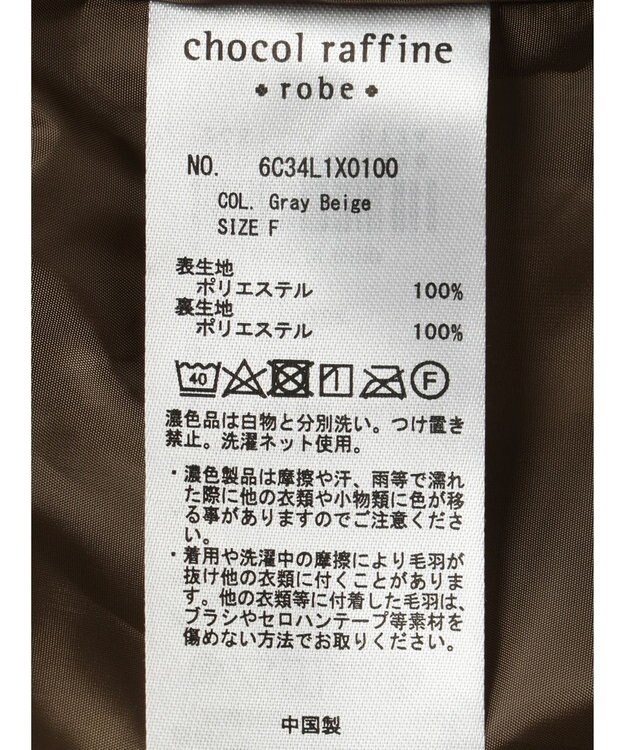 chocol raffine
robe
NO. 6C34L1X0100
COL. Gray Beige
SIZE F
表生地
ポリエステル 100%
裏生地
ポリエステル 100%
40 F
濃色品は白物と分別洗い。つけ置き
禁止。洗濯ネット使用。
・濃色製品は摩擦や汗、雨等で濡れ
た際に他の衣類や小物類に色が移
る事がありますのでご注意くださ
い。
・着用や洗濯中の摩擦により毛羽が
抜け他の衣類に付くことがありま
す。他の衣類等に付着した毛羽は、
ブラシやセロハンテープ等素材を
傷めない方法でお取りください。
中国製